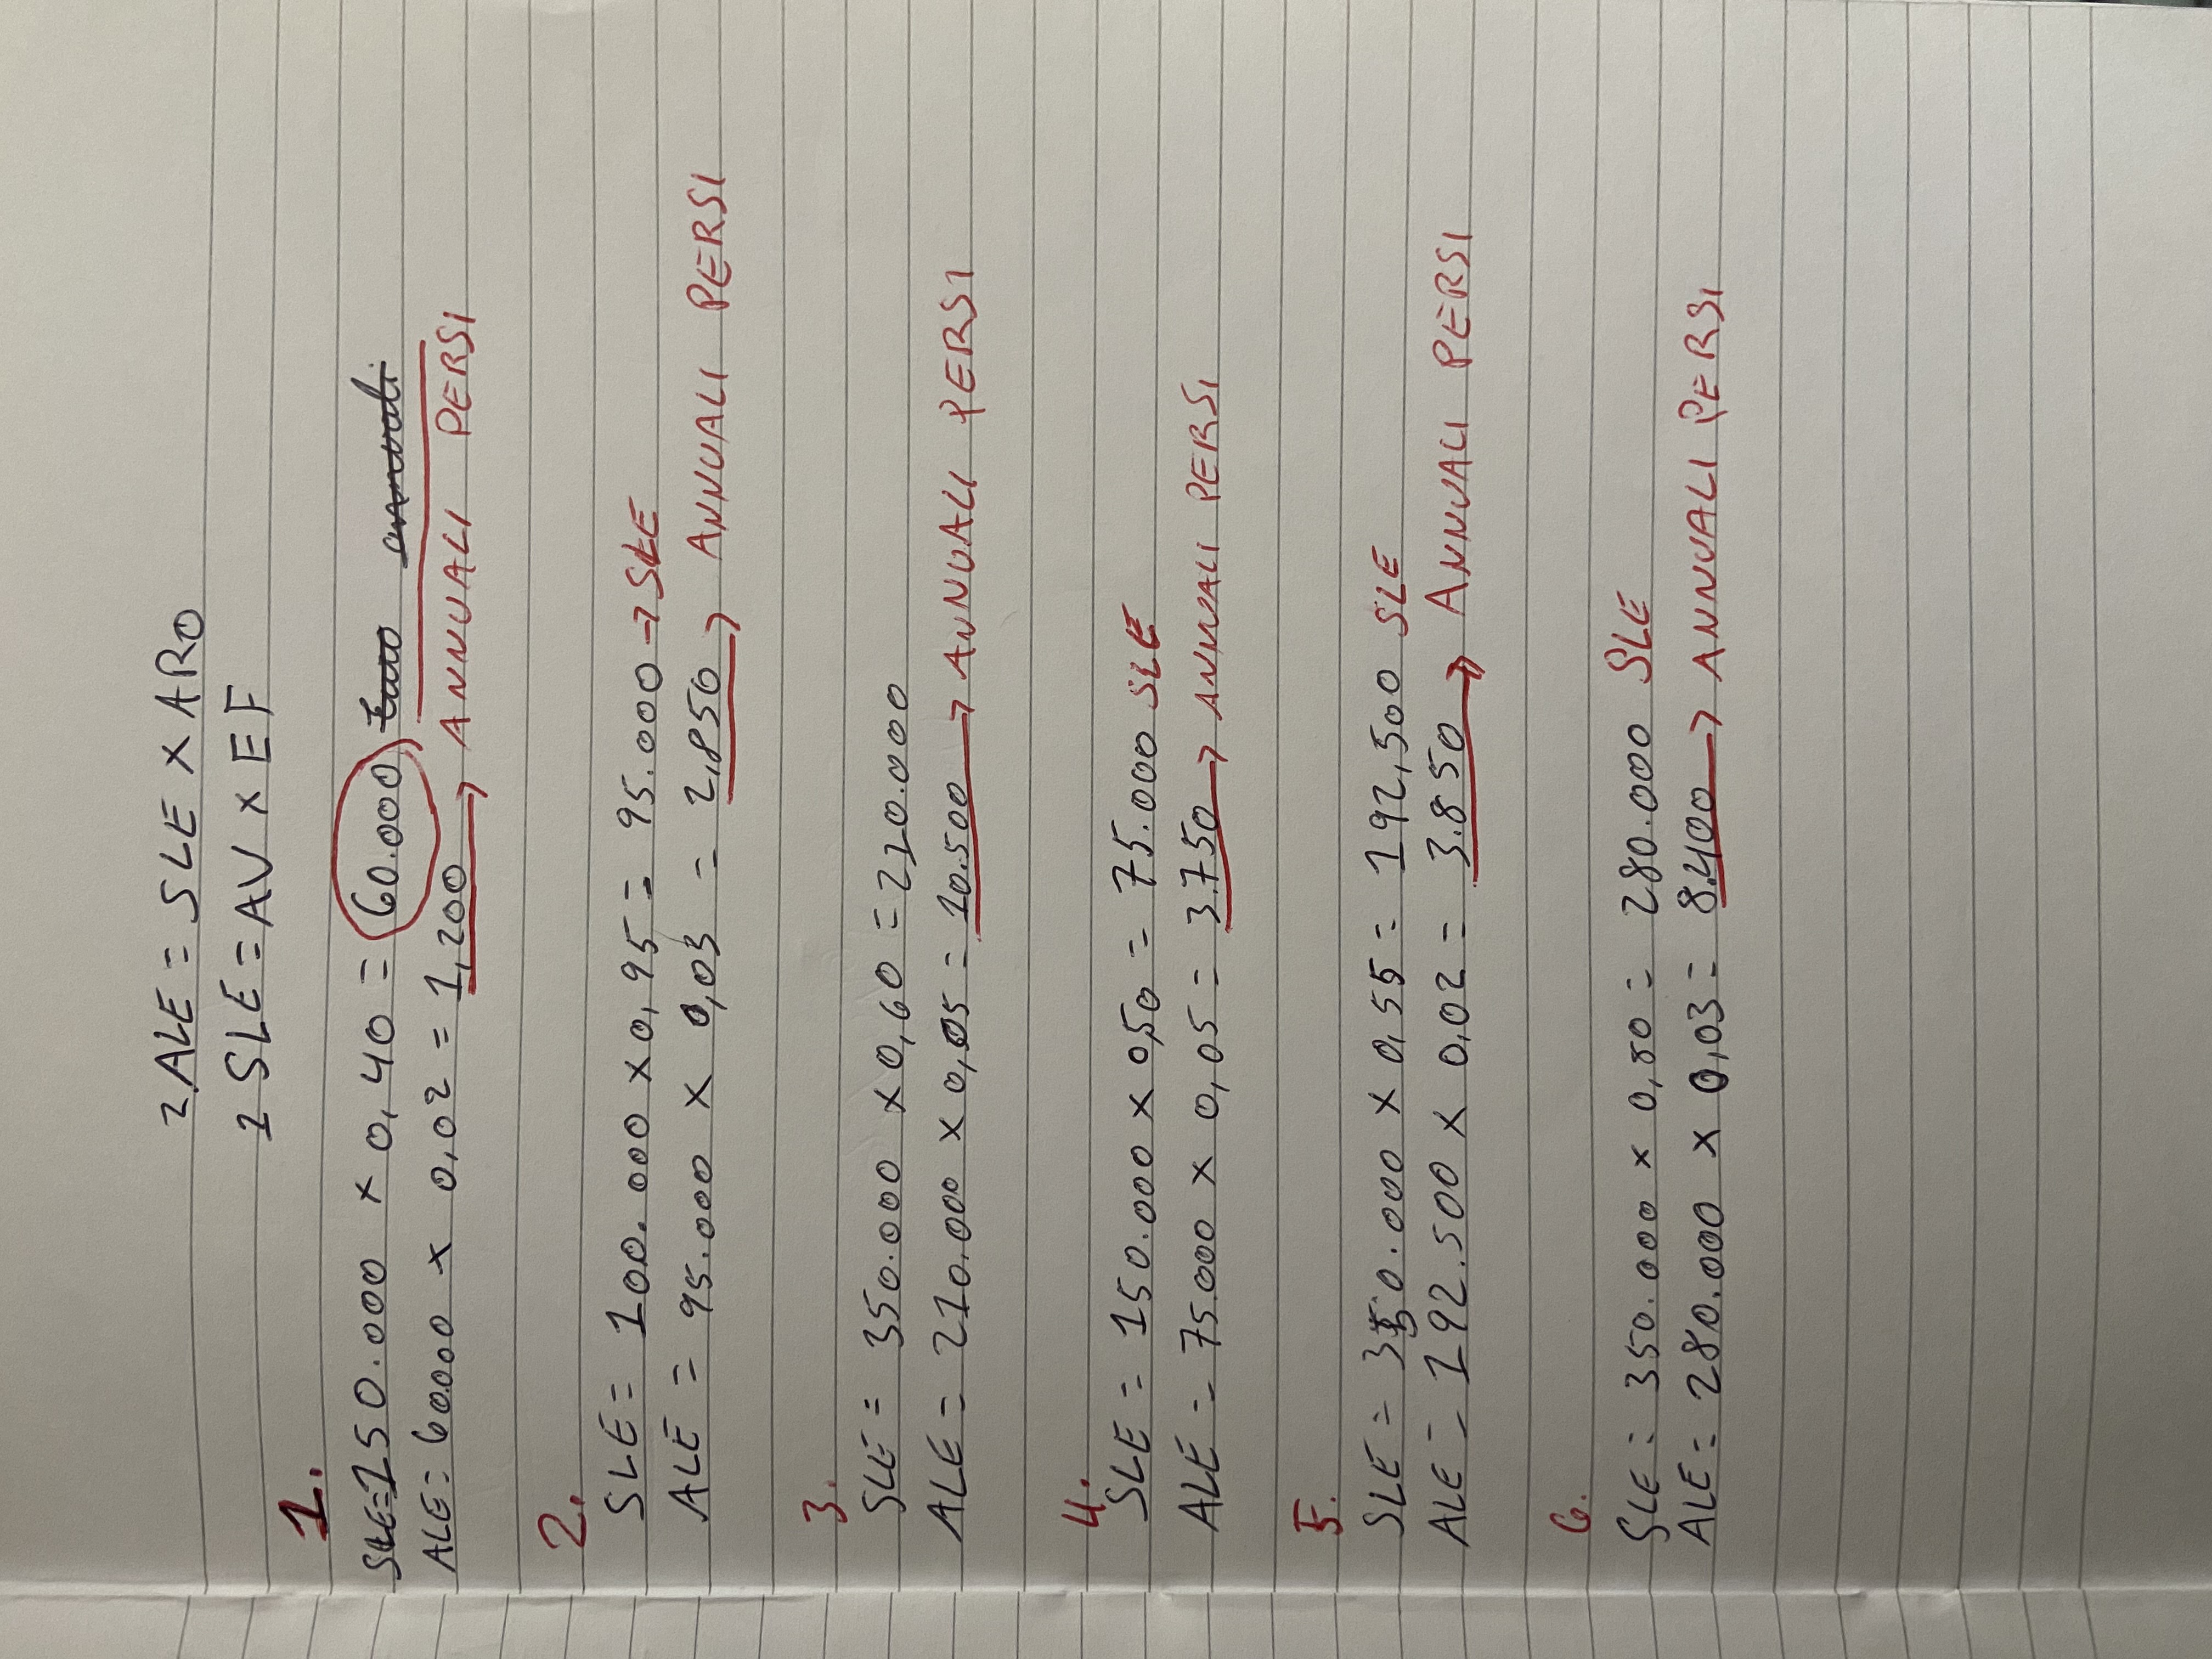 2 ALE = SLE X ARO
1 SLE = AV X EF
1.
SLE=150.000 x 0,40 = 60.000 Euro annuali
ALE = 60.000 x 0,02 = 1,200 → ANNUALI PERSI
2.
SLE = 100.000 x 0,95 = 95.000 → SLE
ALE = 95.000 x 0,03 = 2,850 → ANNUALI PERSI
3.
SLE = 350.000 x 0,60 = 210.000
ALE = 210.000 x 0,05 = 10.500 → ANNUALI PERSI
4.
SLE = 150.000 x 0,50 = 75.000 SLE
ALE = 75.000 x 0,05 = 3.750 → ANNUALI PERSI
5.
SLE = 350.000 x 0,55 = 192,500 SLE
ALE = 192.500 x 0,02 = 3.850 → ANNUALI PERSI
6.
SLE = 350.000 x 0,80 = 280.000 SLE
ALE = 280.000 x 0,03 = 8.400 → ANNUALI PERSI